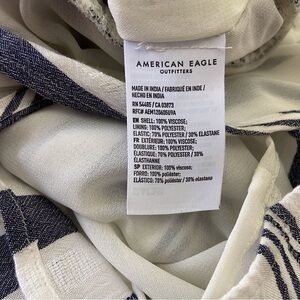 AMERICAN EAGLE
OUTFITTERS
MADE IN INDIA / FABRIQUÉ EN INDE /
HECHO EN INDIA
RN 54485 / CA 03973
EN SHELL: 100% VISCOSE;
LINING: 100% POLYESTER;
ELASTIC: 70% POLYESTER / 30% ELASTANE
FR EXTÉRIEUR: 100% VISCOSE;
DOUBLURE: 100% POLYESTER;
ÉLASTIQUE: 70% POLYESTER / 30%
ÉLASTHANNE
SP EXTERIOR: 100% viscosa;
FORRO: 100% poliéster;
ELÁSTICO: 70% poliéster / 30% elastano